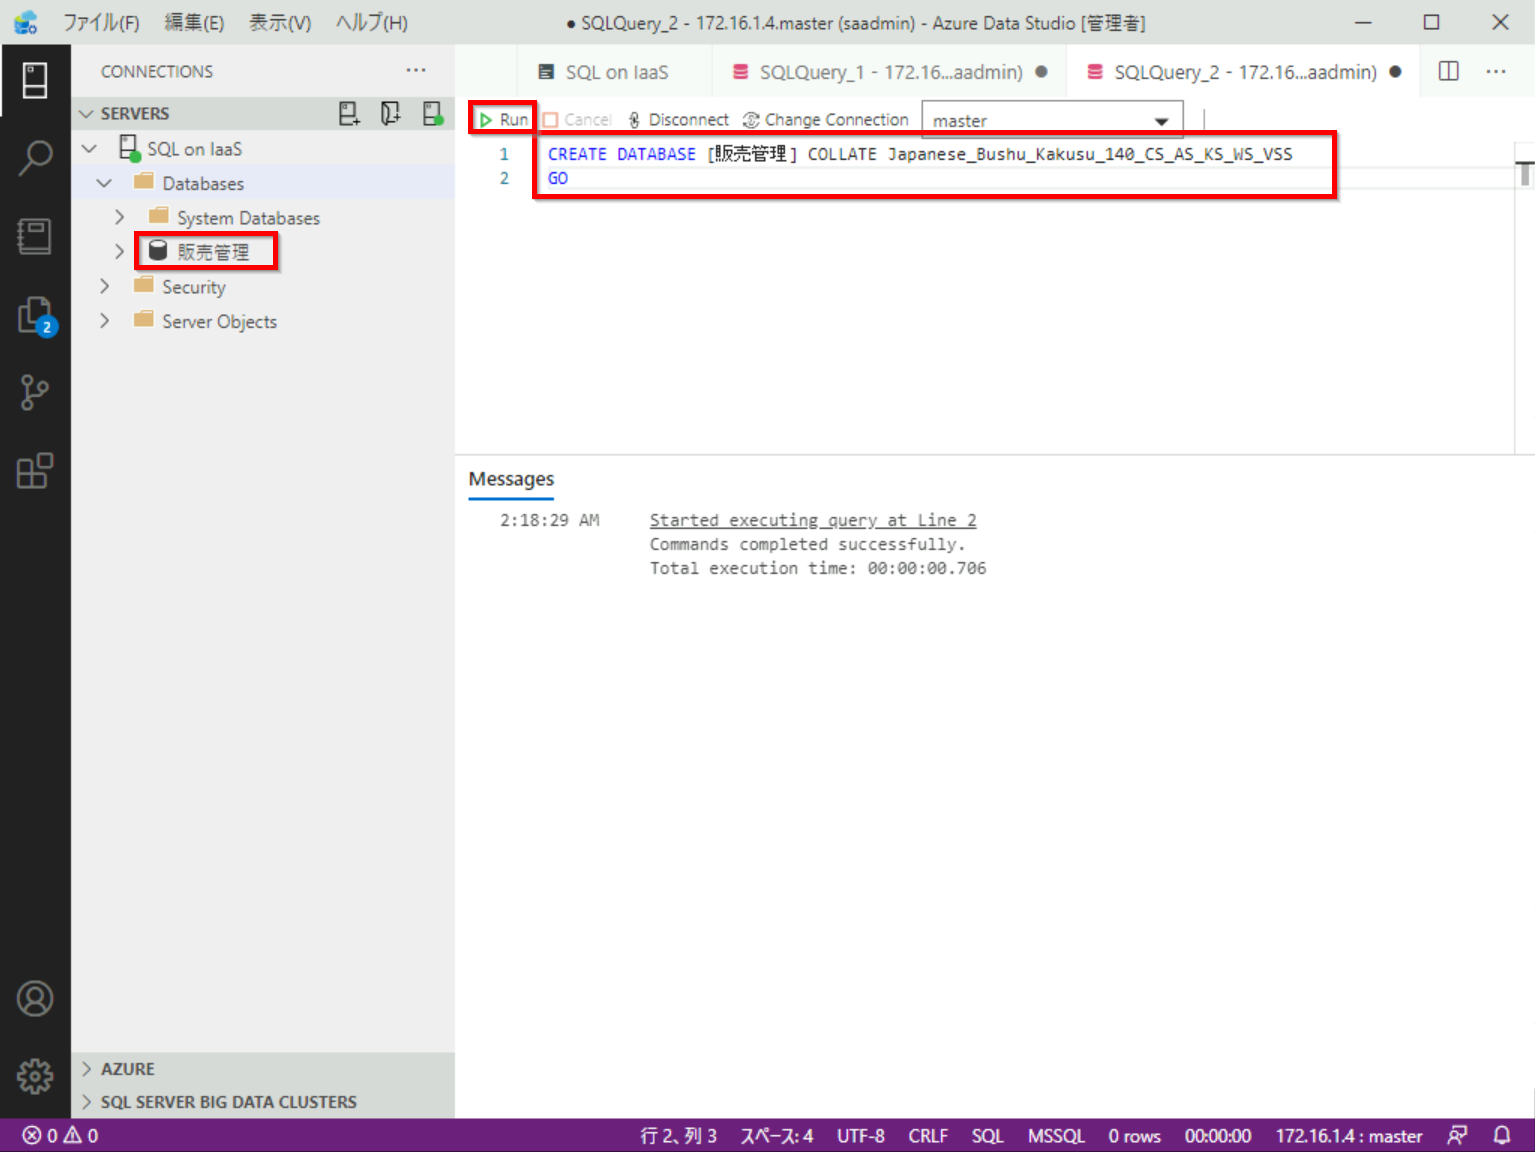 ファイル(F) 編集(E) 表示(V) ヘルプ(H) ● SQLQuery_2 - 172.16.1.4.master (saadmin) - Azure Data Studio [管理者]
CONNECTIONS ···
SQL on IaaS SQLQuery_1 - 172.16...aadmin) ● SQLQuery_2 - 172.16...aadmin) ● ···
SERVERS
SQL on IaaS
Databases
System Databases
販売管理
Security
Server Objects
Run Cancel Disconnect Change Connection master
1 CREATE DATABASE [販売管理] COLLATE Japanese_Bushu_Kakusu_140_CS_AS_KS_WS_VSS
2 GO
2
Messages
2:18:29 AM Started executing query at Line 2
Commands completed successfully.
Total execution time: 00:00:00.706
AZURE
SQL SERVER BIG DATA CLUSTERS
0 0 行 2、列 3 スペース: 4 UTF-8 CRLF SQL MSSQL 0 rows 00:00:00 172.16.1.4 : master